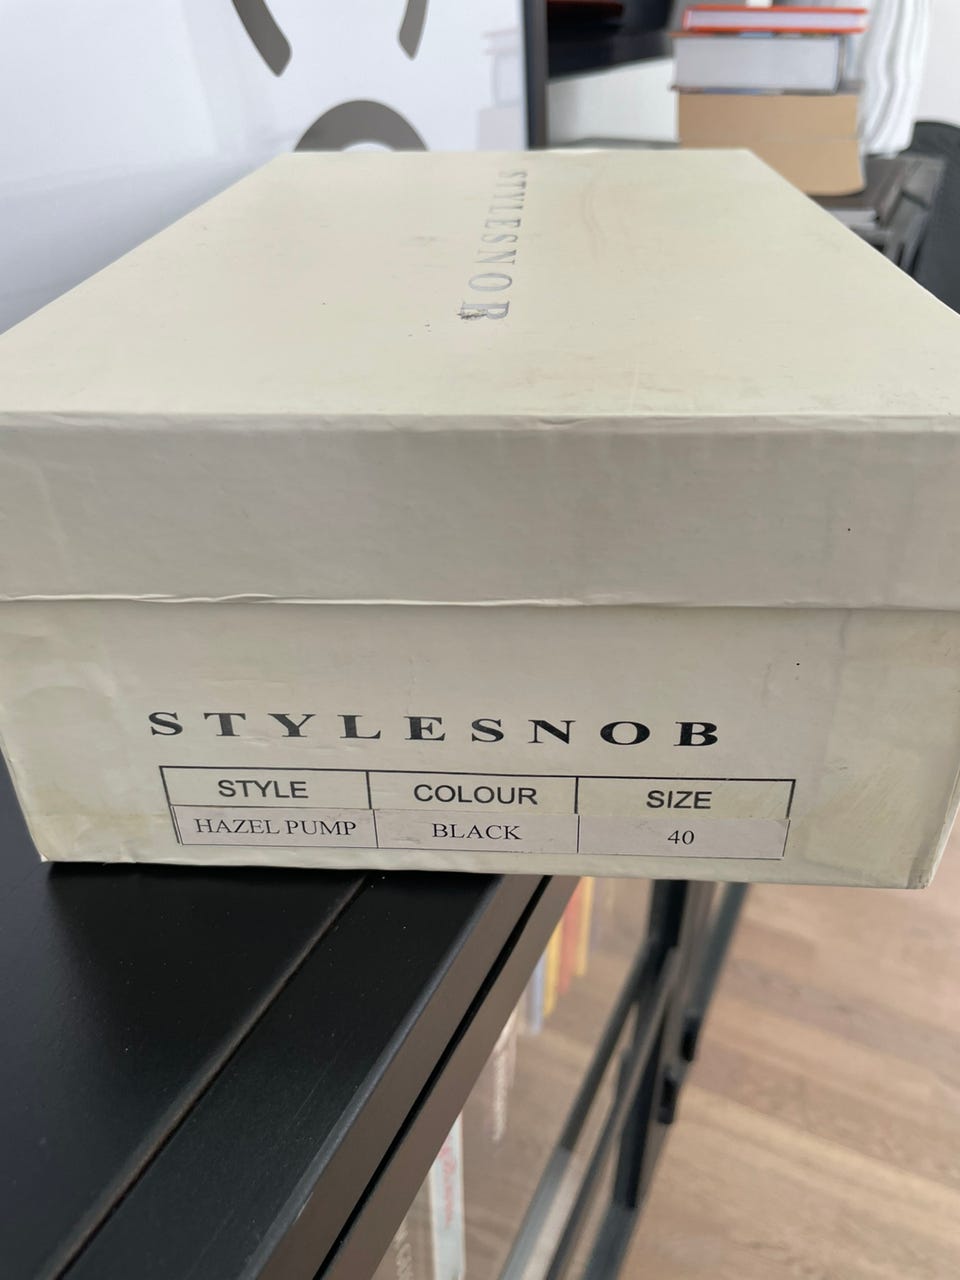 STYLESNOB
STYLESNOB
STYLE COLOUR SIZE
HAZEL PUMP BLACK 40